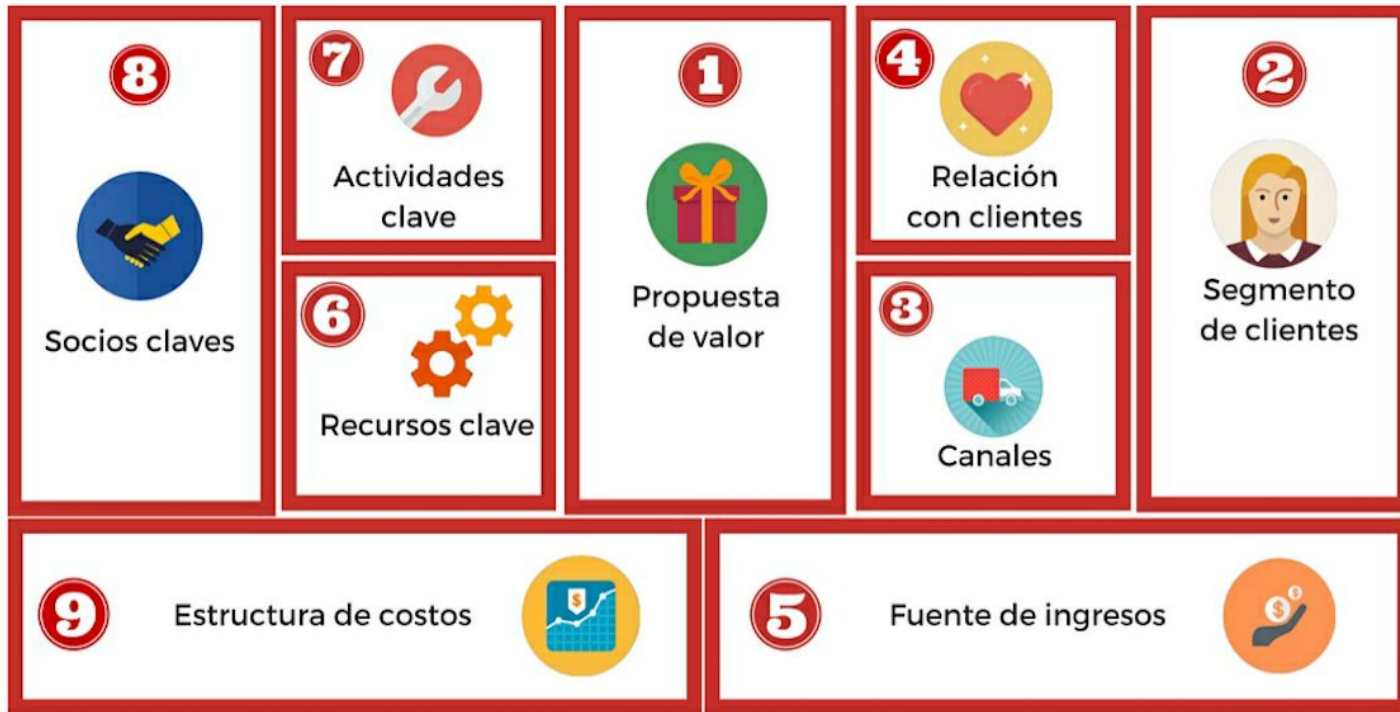 8
Socios claves
7
Actividades
clave
6
Recursos clave
1
Propuesta
de valor
4
Relación
con clientes
3
Canales
2
Segmento
de clientes
9
Estructura de costos
$
5
Fuente de ingresos
$
$